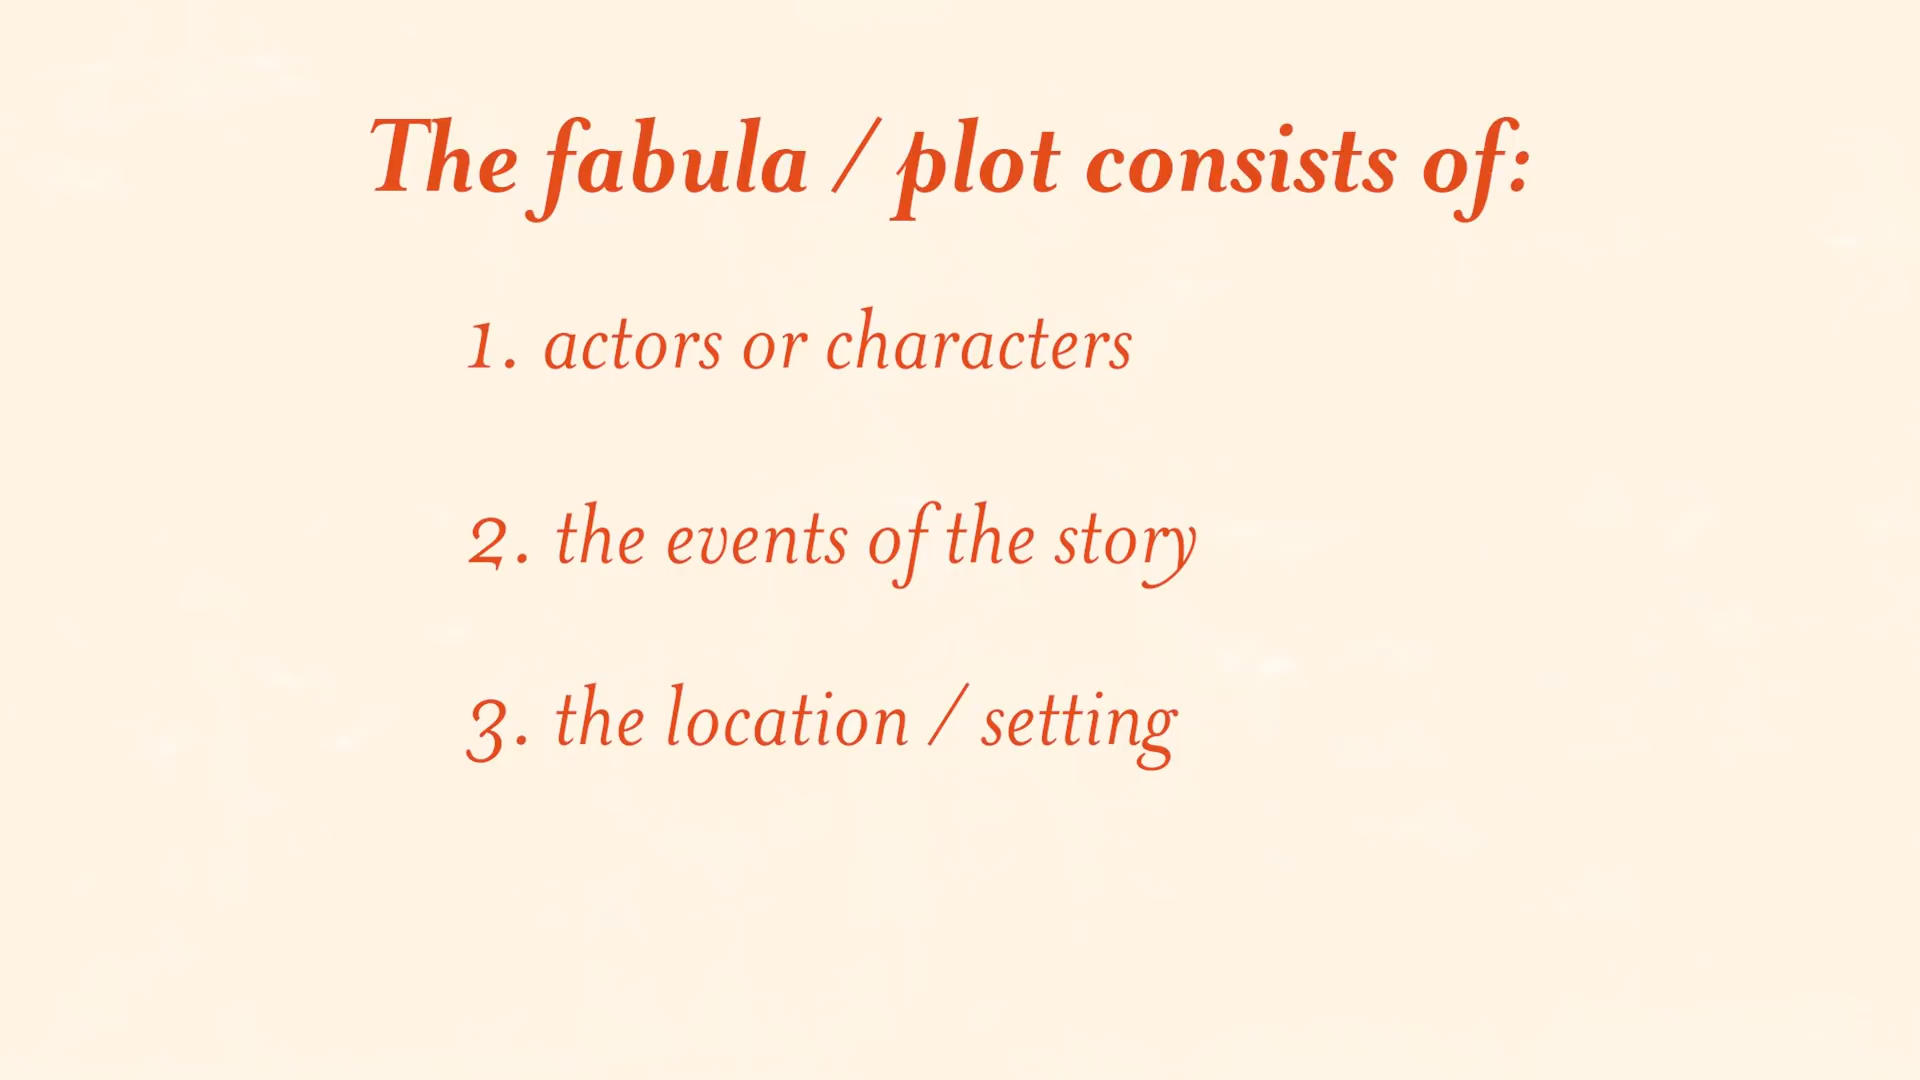 The fabula / plot consists of:
1. actors or characters
2. the events of the story
3. the location / setting